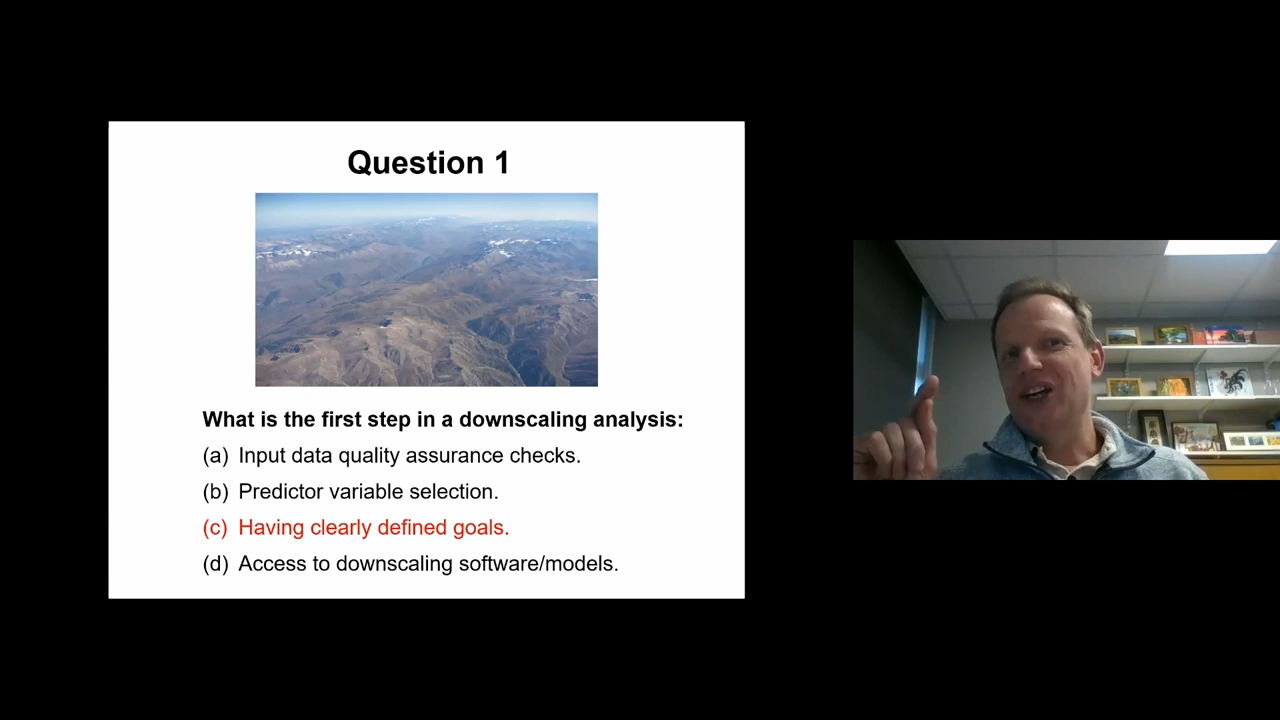 Question 1
What is the first step in a downscaling analysis:
(a) Input data quality assurance checks.
(b) Predictor variable selection.
(c) Having clearly defined goals.
(d) Access to downscaling software/models.